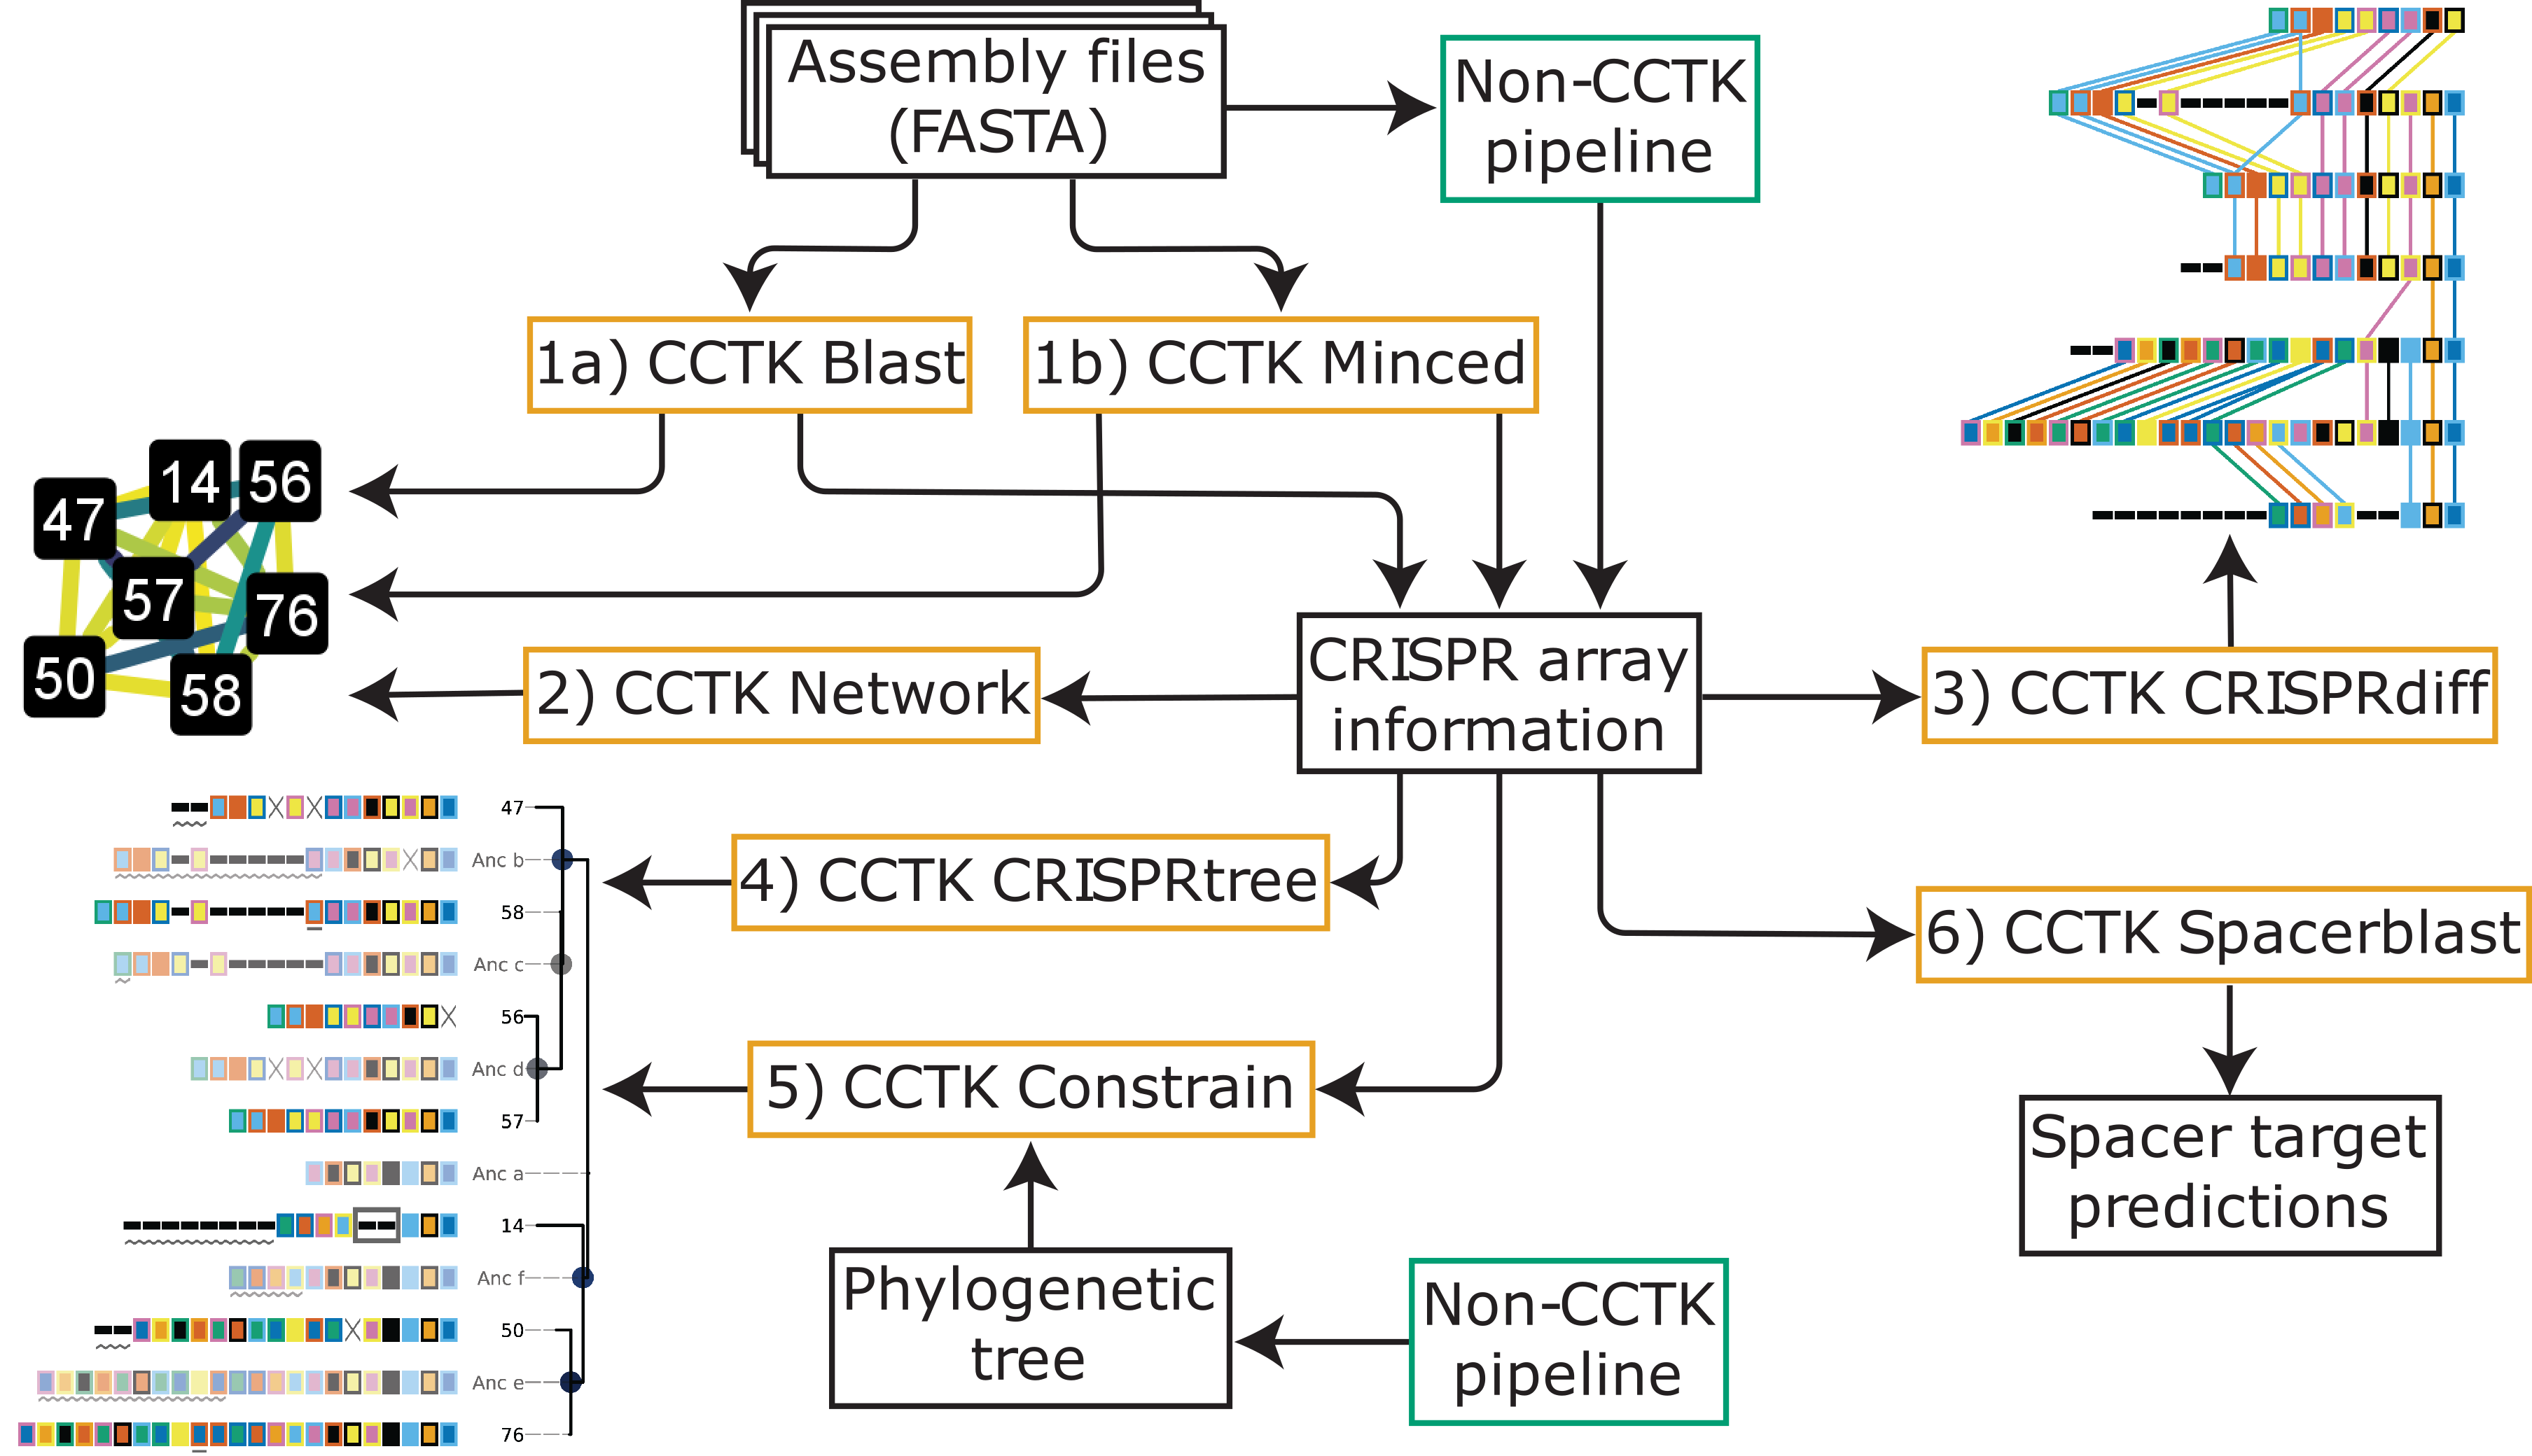 Assembly files
(FASTA)
Non-CCTK
pipeline
1a) CCTK Blast
1b) CCTK Minced
14
56
47
57
76
50
58
CRISPR array
information
2) CCTK Network
3) CCTK CRISPRdiff
4) CCTK CRISPRtree
5) CCTK Constrain
6) CCTK Spacerblast
Spacer target
predictions
Phylogenetic
tree
Non-CCTK
pipeline
47
Anc b
58
Anc c
56
Anc d
57
Anc a
14
Anc f
50
Anc e
76